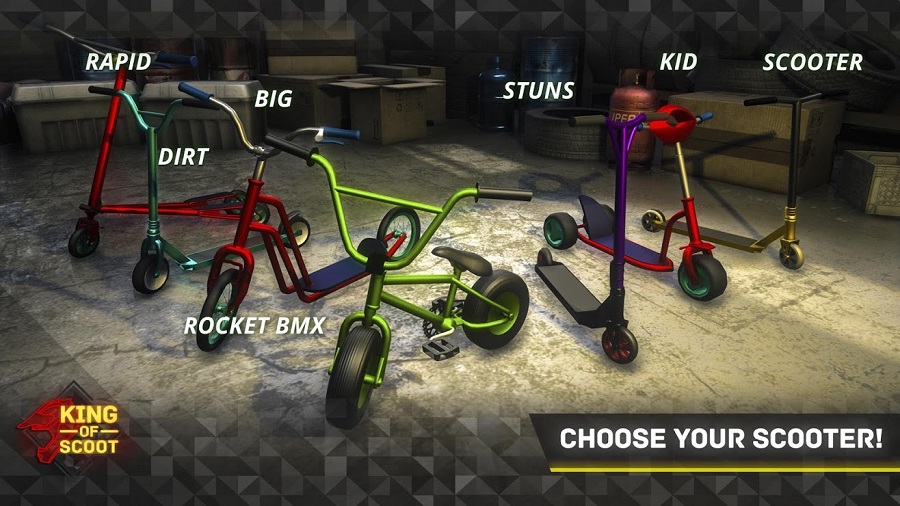 RAPID
KID
SCOOTER
STUNS
BIG
DIRT
ROCKET BMX
KING
OF
SCOOT
CHOOSE YOUR SCOOTER!